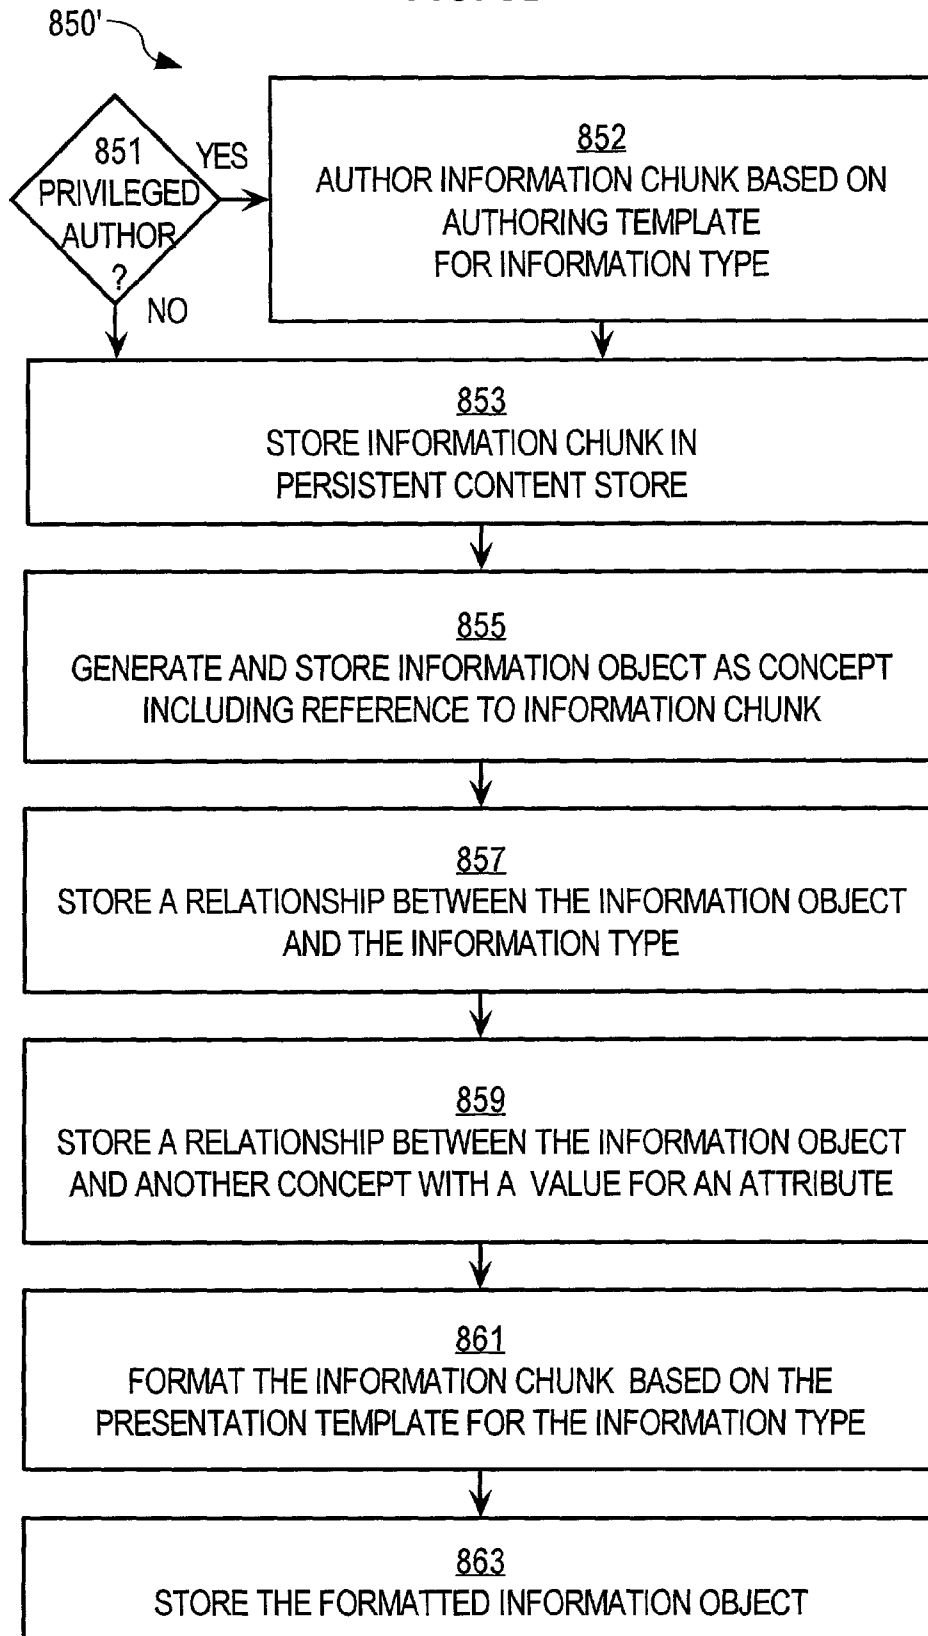 850'
851
PRIVILEGED
AUTHOR
?
YES
NO
852
AUTHOR INFORMATION CHUNK BASED ON
AUTHORING TEMPLATE
FOR INFORMATION TYPE
853
STORE INFORMATION CHUNK IN
PERSISTENT CONTENT STORE
855
GENERATE AND STORE INFORMATION OBJECT AS CONCEPT
INCLUDING REFERENCE TO INFORMATION CHUNK
857
STORE A RELATIONSHIP BETWEEN THE INFORMATION OBJECT
AND THE INFORMATION TYPE
859
STORE A RELATIONSHIP BETWEEN THE INFORMATION OBJECT
AND ANOTHER CONCEPT WITH A VALUE FOR AN ATTRIBUTE
861
FORMAT THE INFORMATION CHUNK BASED ON THE
PRESENTATION TEMPLATE FOR THE INFORMATION TYPE
863
STORE THE FORMATTED INFORMATION OBJECT